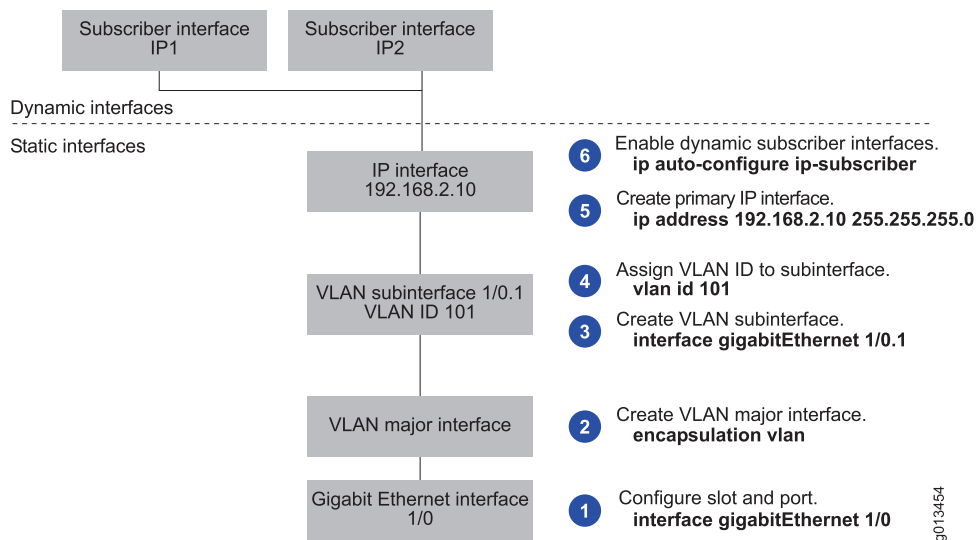 Subscriber interface
IP1
Subscriber interface
IP2
Dynamic interfaces
Static interfaces
IP interface
192.168.2.10
6
Enable dynamic subscriber interfaces.
ip auto-configure ip-subscriber
5
Create primary IP interface.
ip address 192.168.2.10 255.255.255.0
VLAN subinterface 1/0.1
VLAN ID 101
4
Assign VLAN ID to subinterface.
vlan id 101
3
Create VLAN subinterface.
interface gigabitEthernet 1/0.1
VLAN major interface
2
Create VLAN major interface.
encapsulation vlan
Gigabit Ethernet interface
1/0
1
Configure slot and port.
interface gigabitEthernet 1/0
g013454